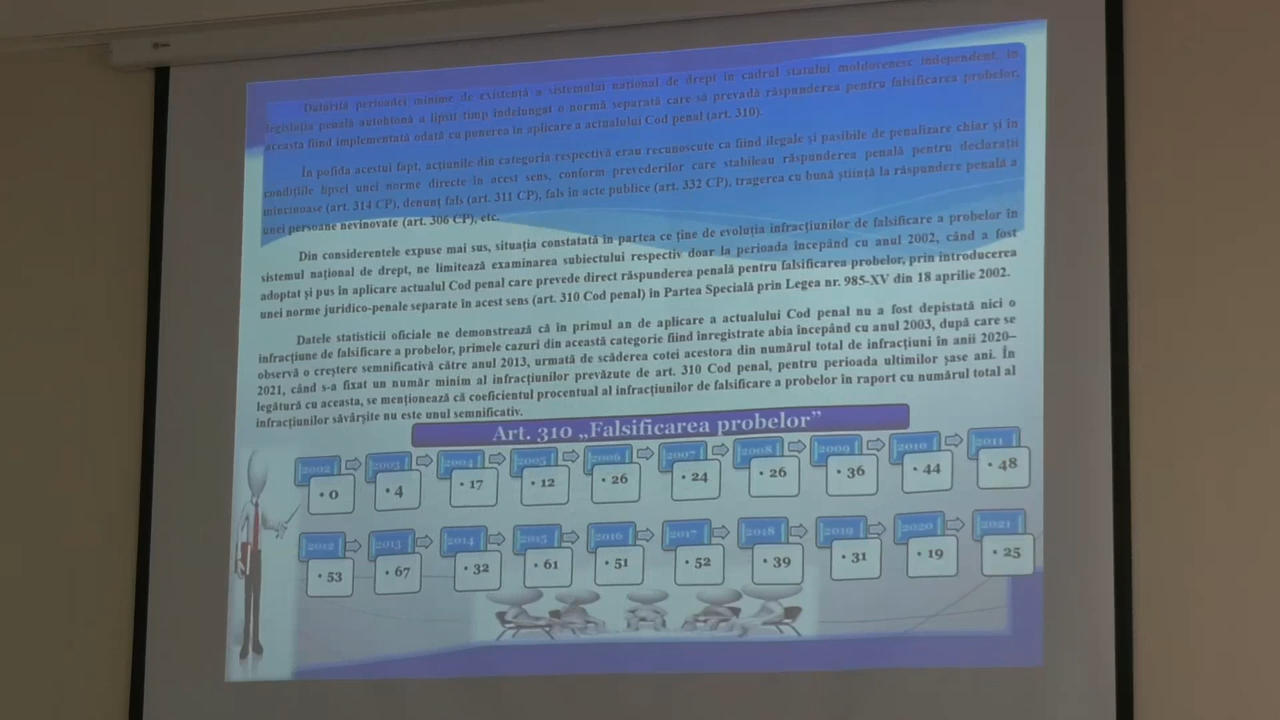 Datorită perioadei minime de existență a sistemului național de drept în cadrul statului moldovenesc independent, în
legislația penală autohtonă a lipsit timp îndelungat o normă separată care să prevadă răspunderea pentru falsificarea probelor,
aceasta fiind implementată odată cu punerea în aplicare a actualului Cod penal (art. 310).
În pofida acestui fapt, acțiunile din categoria respectivă erau recunoscute ca fiind ilegale și pasibile de penalizare chiar și în
condițiile lipsei unei norme directe în acest sens, conform prevederilor care stabileau răspunderea penală pentru declarații
mincinoase (art. 314 CP), denunț fals (art. 311 CP), fals în acte publice (art. 332 CP), tragerea cu bună știință la răspundere penală a
unei persoane nevinovate (art. 306 CP), etc.
Din considerentele expuse mai sus, situația constatată în partea ce ține de evoluția infracțiunilor de falsificare a probelor în
sistemul național de drept, ne limitează examinarea subiectului respectiv doar la perioada începând cu anul 2002, când a fost
adoptat și pus în aplicare actualul Cod penal care prevede direct răspunderea penală pentru falsificarea probelor, prin introducerea
unei norme juridico-penale separate în acest sens (art. 310 Cod penal) în Partea Specială prin Legea nr. 985-XV din 18 aprilie 2002.
Datele statisticii oficiale ne demonstrează că în primul an de aplicare a actualului Cod penal nu a fost depistată nici o
infracțiune de falsificare a probelor, primele cazuri din această categorie fiind înregistrate abia începând cu anul 2003, după care se
observă o creștere semnificativă către anul 2013, urmată de scăderea cotei acestora din numărul total de infracțiuni în anii 2020–
2021, când s-a fixat un număr minim al infracțiunilor prevăzute de art. 310 Cod penal, pentru perioada ultimilor șase ani. În
legătură cu aceasta, se menționează că coeficientul procentual al infracțiunilor de falsificare a probelor în raport cu numărul total al
infracțiunilor săvârșite nu este unul semnificativ.
Art. 310 „Falsificarea probelor”
2002 2003 2004 2005 2006 2007 2008 2009 2010 2011
• 0 • 4 • 17 • 12 • 26 • 24 • 26 • 36 • 44 • 48
2012 2013 2014 2015 2016 2017 2018 2019 2020 2021
• 53 • 67 • 32 • 61 • 51 • 52 • 39 • 31 • 19 • 25